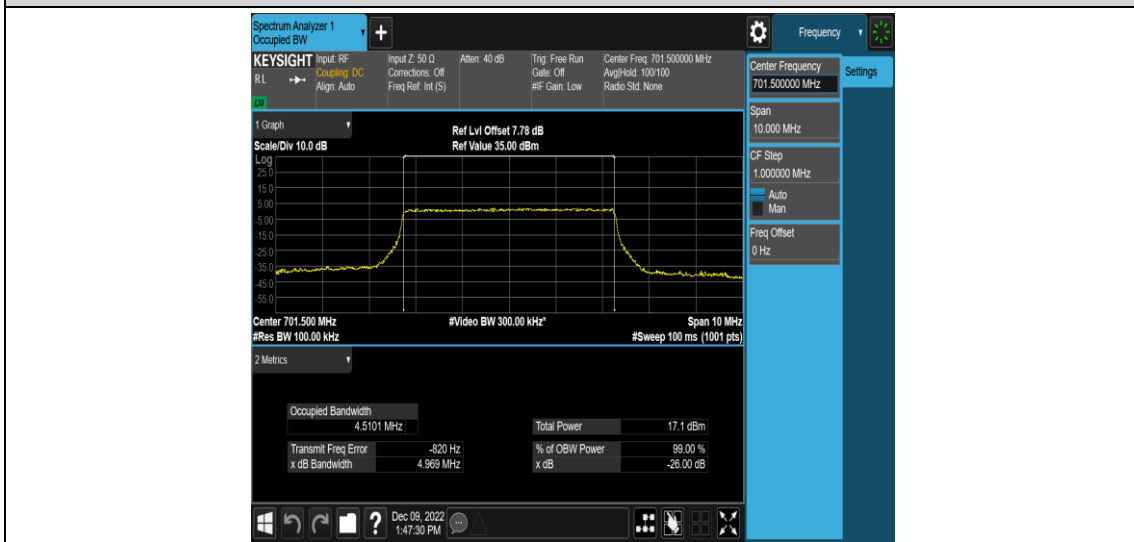 Spectrum Analyzer 1
Occupied BW
+
Frequency
KEYSIGHT
RL
Input: RF
Coupling: DC
Align: Auto
Input Z: 50 Ω
Corrections: Off
Freq Ref: Int (S)
Atten: 40 dB
Trig: Free Run
Gate: Off
#IF Gain: Low
Center Freq: 701.500000 MHz
Avg|Hold: 100/100
Radio Std: None
Center Frequency
701.500000 MHz
Settings
Span
10.000 MHz
CF Step
1.000000 MHz
Auto
Man
Freq Offset
0 Hz
1 Graph
Ref Lvl Offset 7.78 dB
Scale/Div 10.0 dB
Ref Value 35.00 dBm
Log
25.0
15.0
5.00
-5.00
-15.0
-25.0
-35.0
-45.0
-55.0
Center 701.500 MHz
#Video BW 300.00 kHz*
Span 10 MHz
#Res BW 100.00 kHz
#Sweep 100 ms (1001 pts)
2 Metrics
Occupied Bandwidth
4.5101 MHz
Total Power 17.1 dBm
Transmit Freq Error -820 Hz
% of OBW Power 99.00 %
x dB Bandwidth 4.969 MHz
x dB -26.00 dB
?
Dec 09, 2022
1:47:30 PM